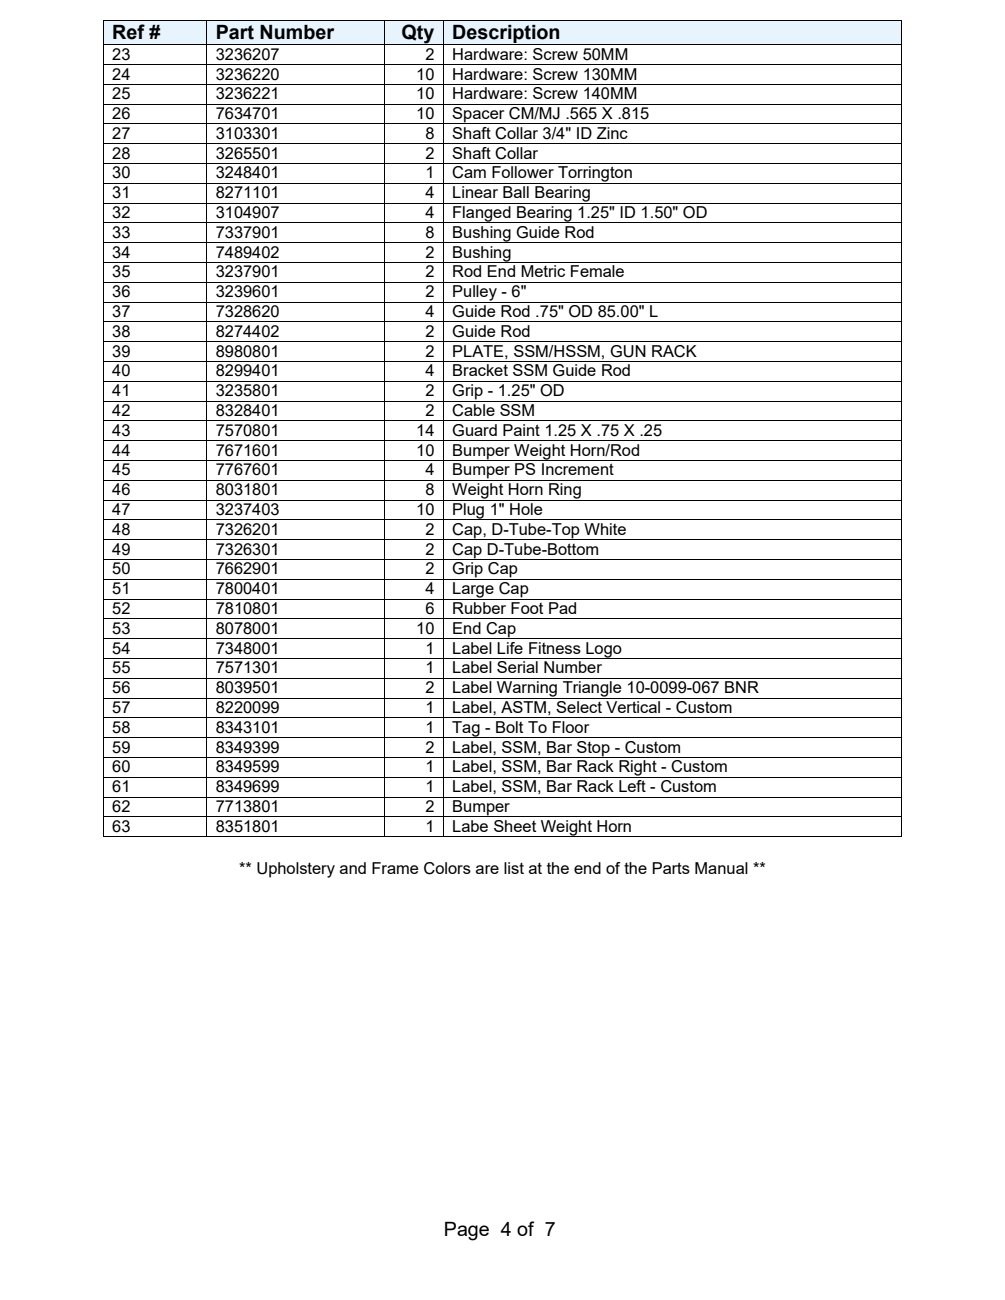 Ref # Part Number Qty Description
23 3236207 2 Hardware: Screw 50MM
24 3236220 10 Hardware: Screw 130MM
25 3236221 10 Hardware: Screw 140MM
26 7634701 10 Spacer CM/MJ .565 X .815
27 3103301 8 Shaft Collar 3/4" ID Zinc
28 3265501 2 Shaft Collar
30 3248401 1 Cam Follower Torrington
31 8271101 4 Linear Ball Bearing
32 3104907 4 Flanged Bearing 1.25" ID 1.50" OD
33 7337901 8 Bushing Guide Rod
34 7489402 2 Bushing
35 3237901 2 Rod End Metric Female
36 3239601 2 Pulley - 6"
37 7328620 4 Guide Rod .75" OD 85.00" L
38 8274402 2 Guide Rod
39 8980801 2 PLATE, SSM/HSSM, GUN RACK
40 8299401 4 Bracket SSM Guide Rod
41 3235801 2 Grip - 1.25" OD
42 8328401 2 Cable SSM
43 7570801 14 Guard Paint 1.25 X .75 X .25
44 7671601 10 Bumper Weight Horn/Rod
45 7767601 4 Bumper PS Increment
46 8031801 8 Weight Horn Ring
47 3237403 10 Plug 1" Hole
48 7326201 2 Cap, D-Tube-Top White
49 7326301 2 Cap D-Tube-Bottom
50 7662901 2 Grip Cap
51 7800401 4 Large Cap
52 7810801 6 Rubber Foot Pad
53 8078001 10 End Cap
54 7348001 1 Label Life Fitness Logo
55 7571301 1 Label Serial Number
56 8039501 2 Label Warning Triangle 10-0099-067 BNR
57 8220099 1 Label, ASTM, Select Vertical - Custom
58 8343101 1 Tag - Bolt To Floor
59 8349399 2 Label, SSM, Bar Stop - Custom
60 8349599 1 Label, SSM, Bar Rack Right - Custom
61 8349699 1 Label, SSM, Bar Rack Left - Custom
62 7713801 2 Bumper
63 8351801 1 Labe Sheet Weight Horn
** Upholstery and Frame Colors are list at the end of the Parts Manual **
Page 4 of 7